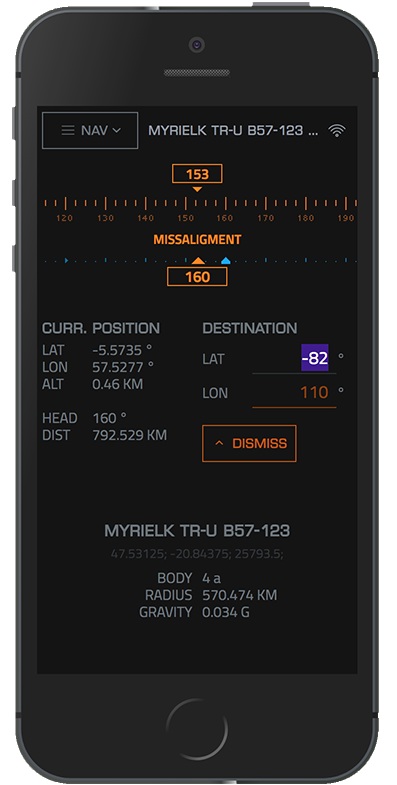 NAV MYRIELK TR-U B57-123 ...
153
120 130 140 150 160 170 180 190
MISSALIGMENT
160
CURR. POSITION
LAT -5.5735 °
LON 57.5277 °
ALT 0.46 KM
HEAD 160 °
DIST 792.529 KM
DESTINATION
LAT -82 °
LON 110 °
DISMISS
MYRIELK TR-U B57-123
47.53125; -20.84375; 25793.5;
BODY 4 a
RADIUS 570.474 KM
GRAVITY 0.034 G